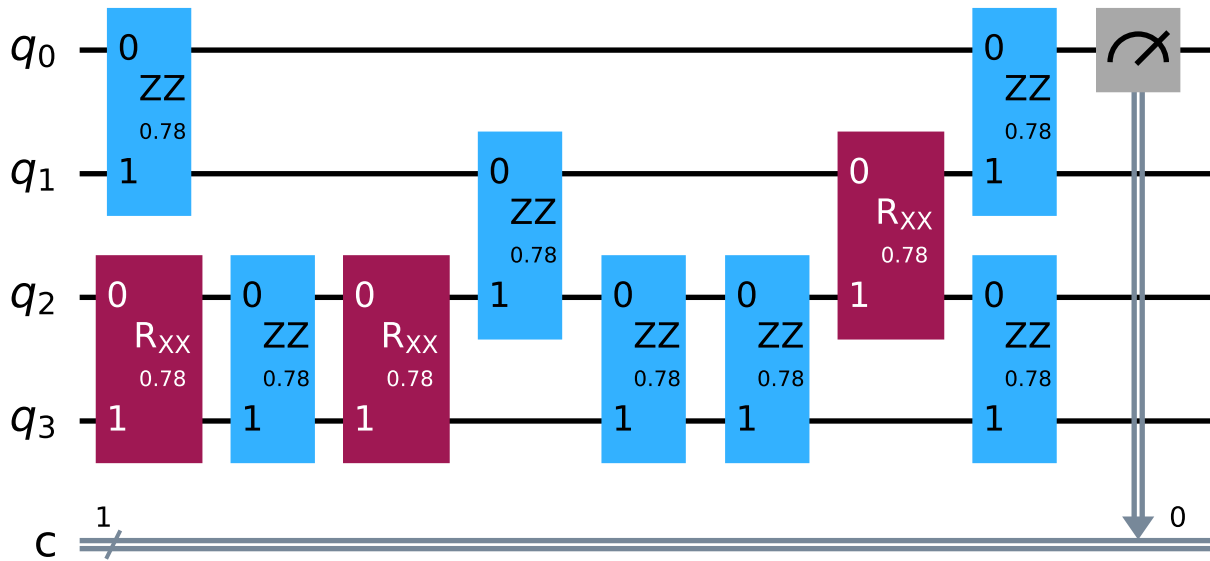 q0 0 0
ZZ ZZ
0.78 0.78
q1 1 0 0 1
ZZ RXX
0.78 0.78
q2 0 0 0 1 0 0 1 0
RXX ZZ RXX ZZ ZZ ZZ
0.78 0.78 0.78 0.78 0.78 0.78
q3 1 1 1 1 1 1
1 0
c